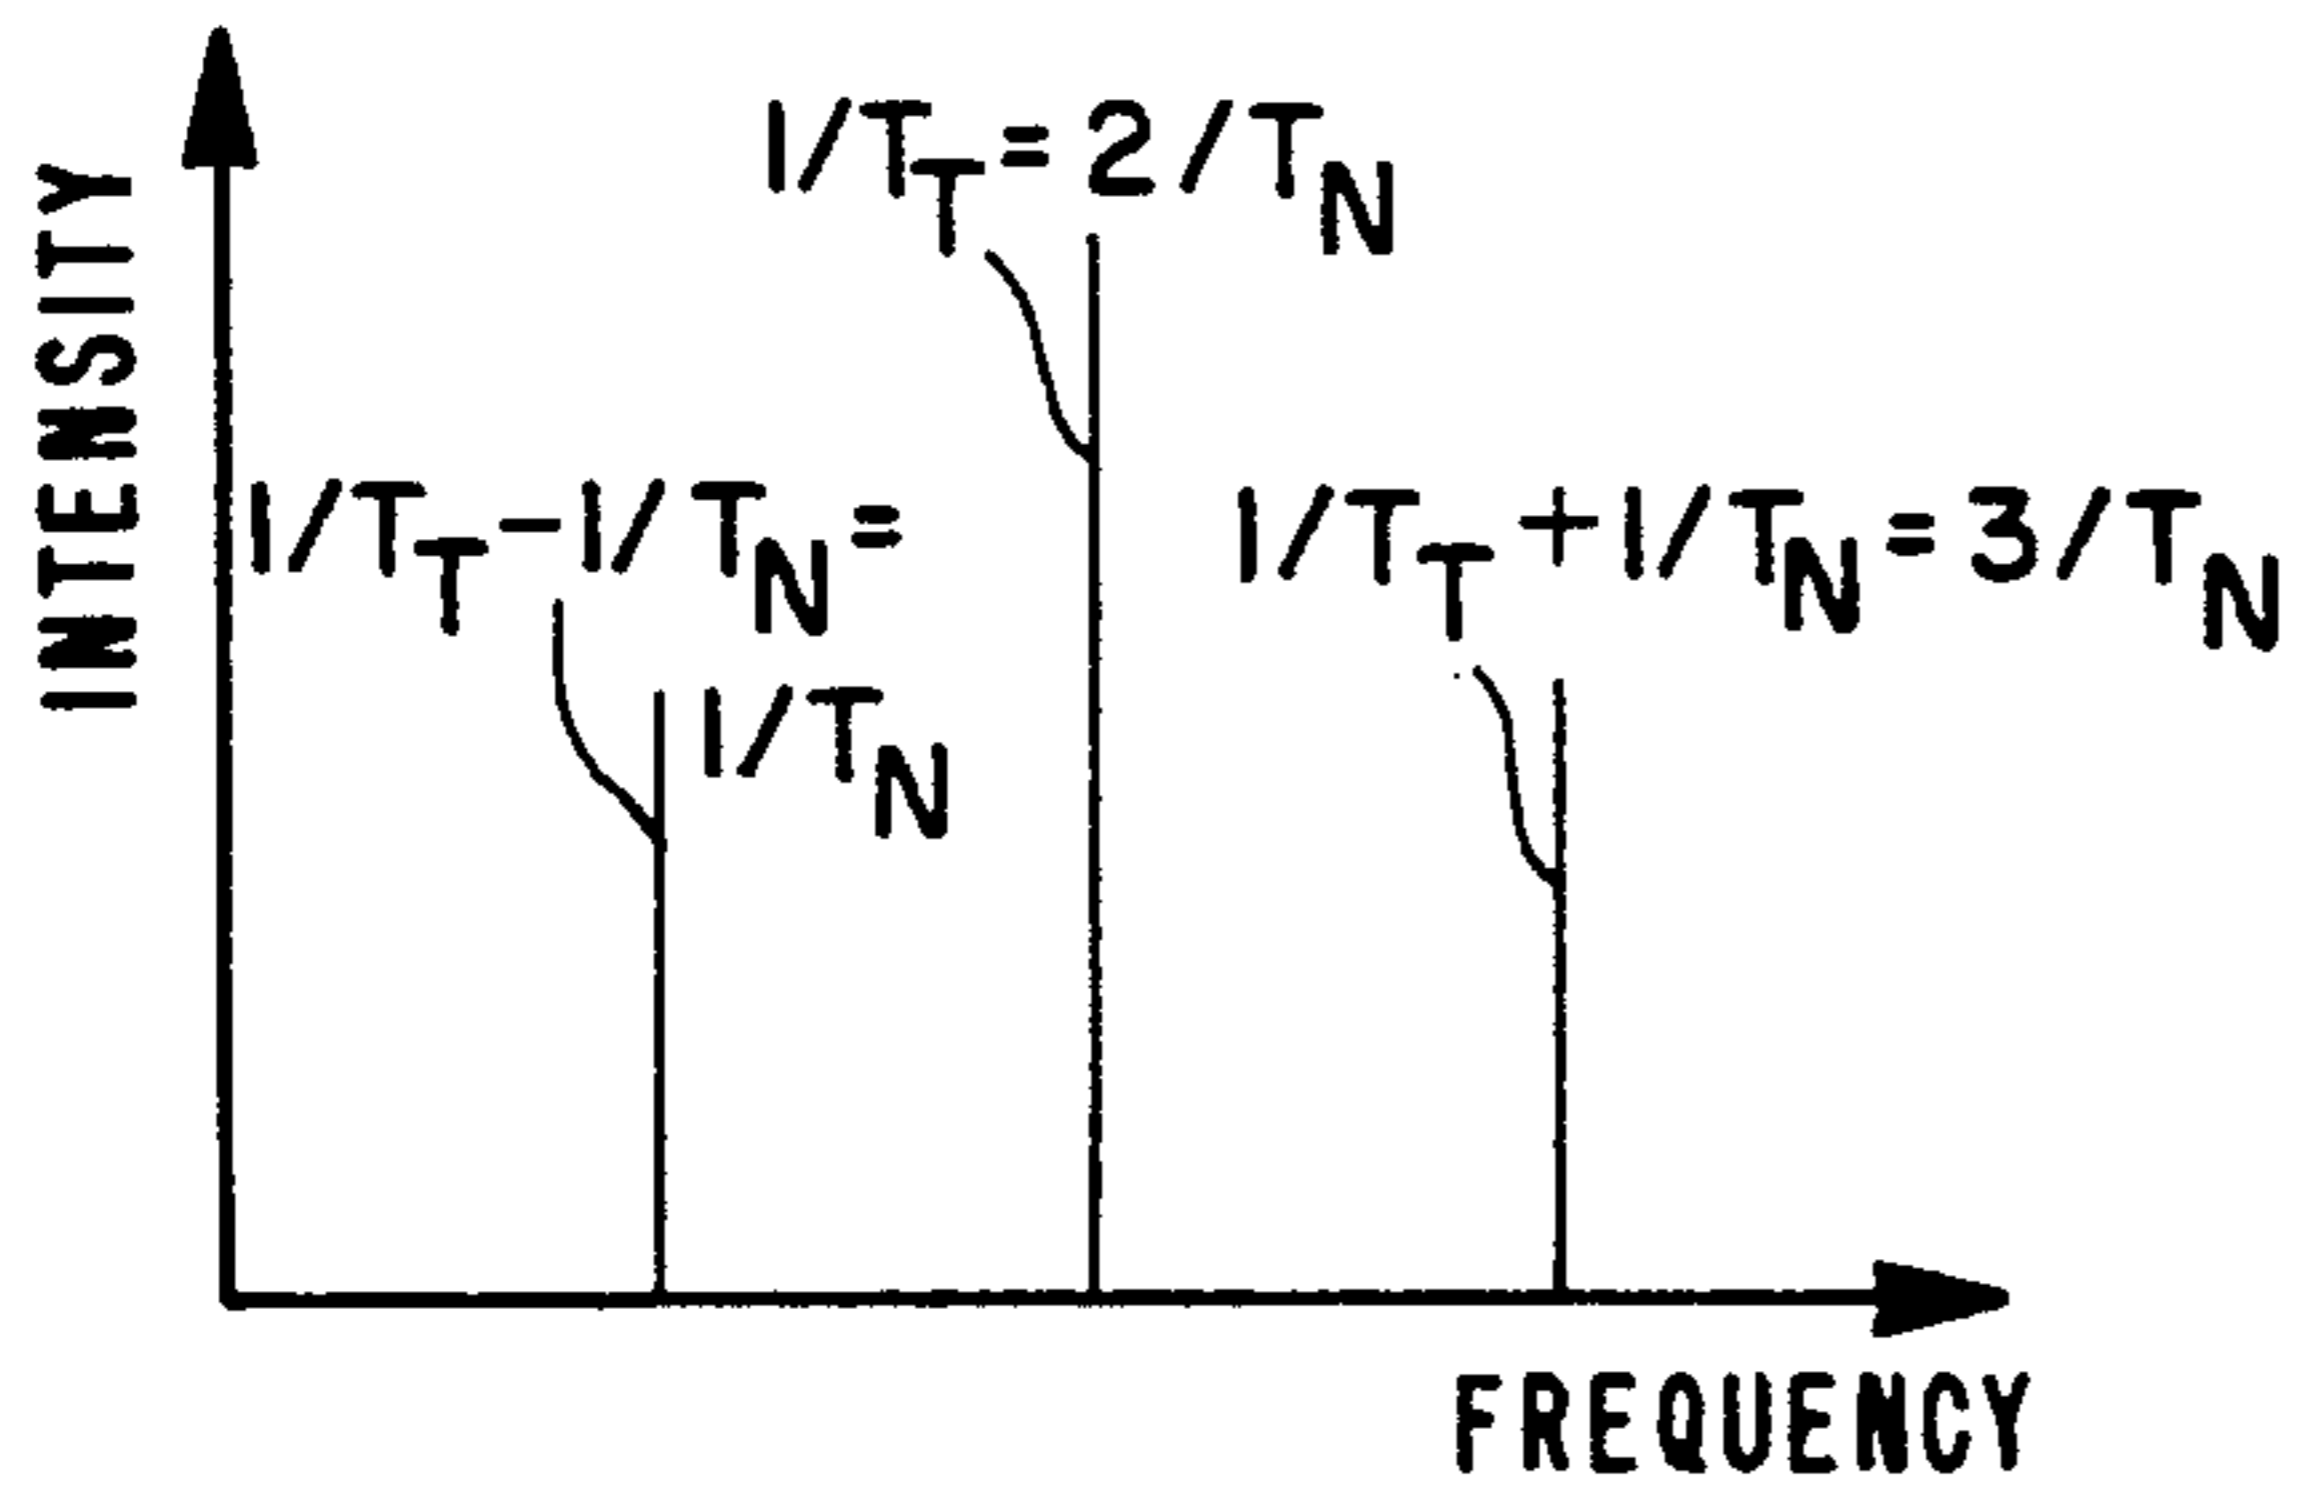 INTENSITY
1/T_T = 2/T_N
1/T_T - 1/T_N =
1/T_N
1/T_T + 1/T_N = 3/T_N
FREQUENCY